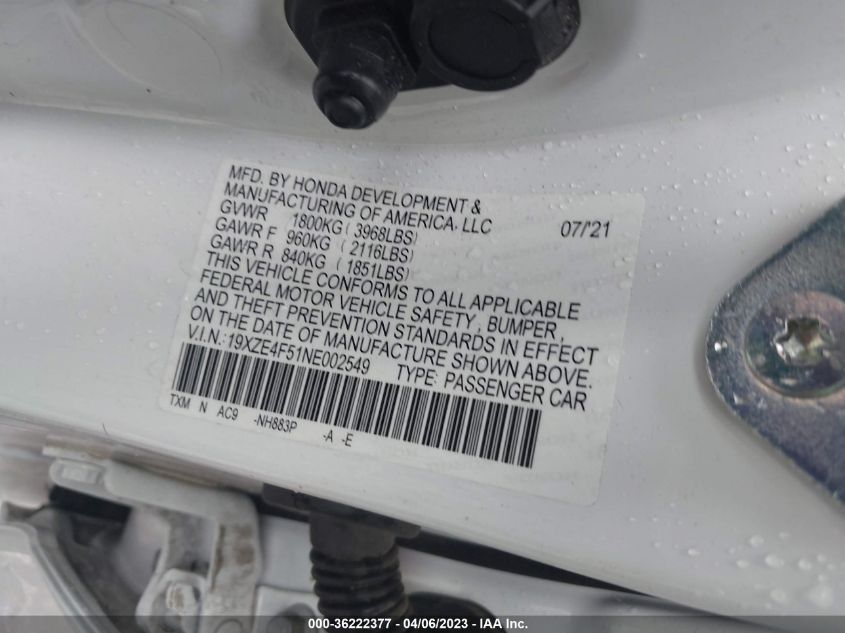 MFD. BY HONDA DEVELOPMENT &
MANUFACTURING OF AMERICA, LLC 07/'21
GVWR 1800KG (3968LBS)
GAWR F 960KG (2116LBS)
GAWR R 840KG (1851LBS)
THIS VEHICLE CONFORMS TO ALL APPLICABLE
FEDERAL MOTOR VEHICLE SAFETY, BUMPER,
AND THEFT PREVENTION STANDARDS IN EFFECT
ON THE DATE OF MANUFACTURE SHOWN ABOVE.
V.I.N.:19XZE4F51NE002549 TYPE: PASSENGER CAR
TXM N AC9 -NH883P -A -E
000-36222377 - 04/06/2023 - IAA Inc.